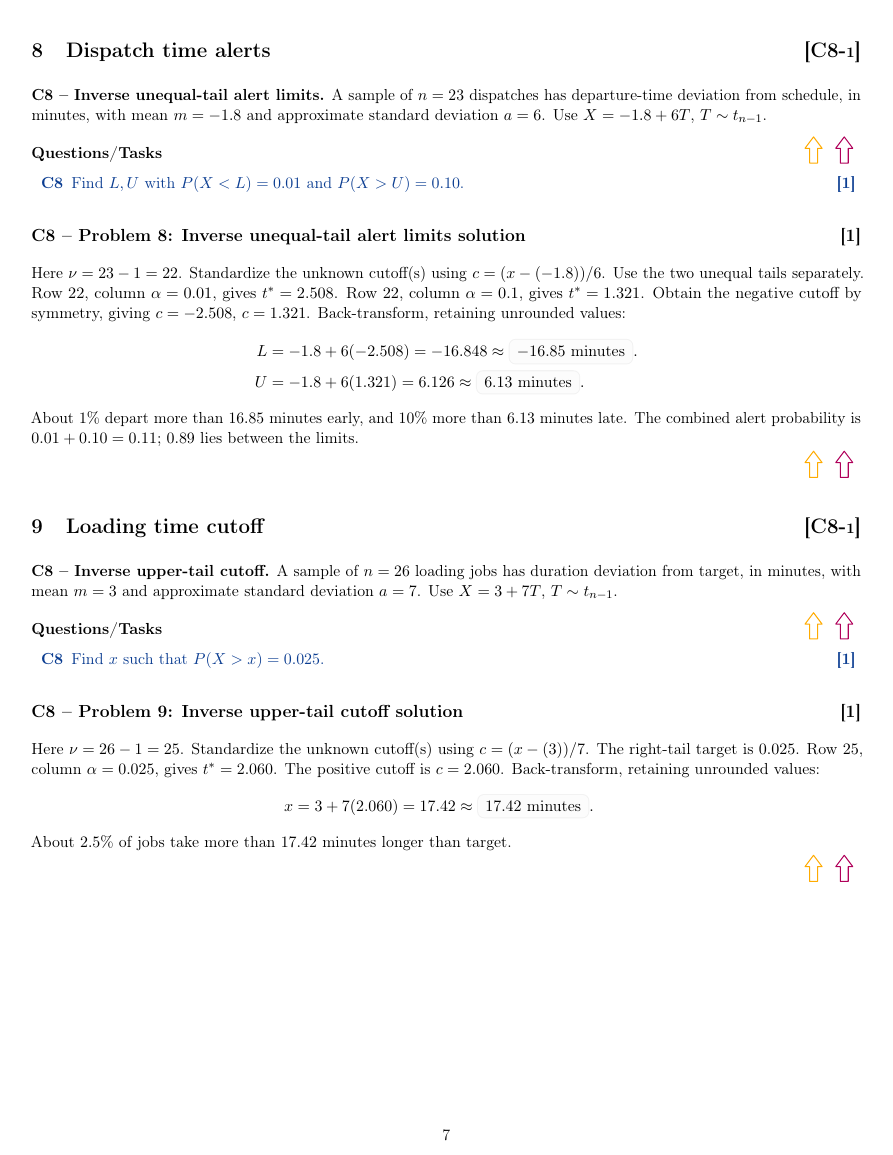 8 Dispatch time alerts [C8-1]
C8 – Inverse unequal-tail alert limits. A sample of n = 23 dispatches has departure-time deviation from schedule, in
minutes, with mean m = −1.8 and approximate standard deviation a = 6. Use X = −1.8 + 6T, T ∼ tₙ₋₁.
Questions/Tasks
C8 Find L, U with P(X < L) = 0.01 and P(X > U) = 0.10. [1]
C8 – Problem 8: Inverse unequal-tail alert limits solution [1]
Here ν = 23 − 1 = 22. Standardize the unknown cutoff(s) using c = (x − (−1.8))/6. Use the two unequal tails separately.
Row 22, column α = 0.01, gives t* = 2.508. Row 22, column α = 0.1, gives t* = 1.321. Obtain the negative cutoff by
symmetry, giving c = −2.508, c = 1.321. Back-transform, retaining unrounded values:
L = −1.8 + 6(−2.508) = −16.848 ≈ −16.85 minutes .
U = −1.8 + 6(1.321) = 6.126 ≈ 6.13 minutes .
About 1% depart more than 16.85 minutes early, and 10% more than 6.13 minutes late. The combined alert probability is
0.01 + 0.10 = 0.11; 0.89 lies between the limits.
9 Loading time cutoff [C8-1]
C8 – Inverse upper-tail cutoff. A sample of n = 26 loading jobs has duration deviation from target, in minutes, with
mean m = 3 and approximate standard deviation a = 7. Use X = 3 + 7T, T ∼ tₙ₋₁.
Questions/Tasks
C8 Find x such that P(X > x) = 0.025. [1]
C8 – Problem 9: Inverse upper-tail cutoff solution [1]
Here ν = 26 − 1 = 25. Standardize the unknown cutoff(s) using c = (x − (3))/7. The right-tail target is 0.025. Row 25,
column α = 0.025, gives t* = 2.060. The positive cutoff is c = 2.060. Back-transform, retaining unrounded values:
x = 3 + 7(2.060) = 17.42 ≈ 17.42 minutes .
About 2.5% of jobs take more than 17.42 minutes longer than target.
7